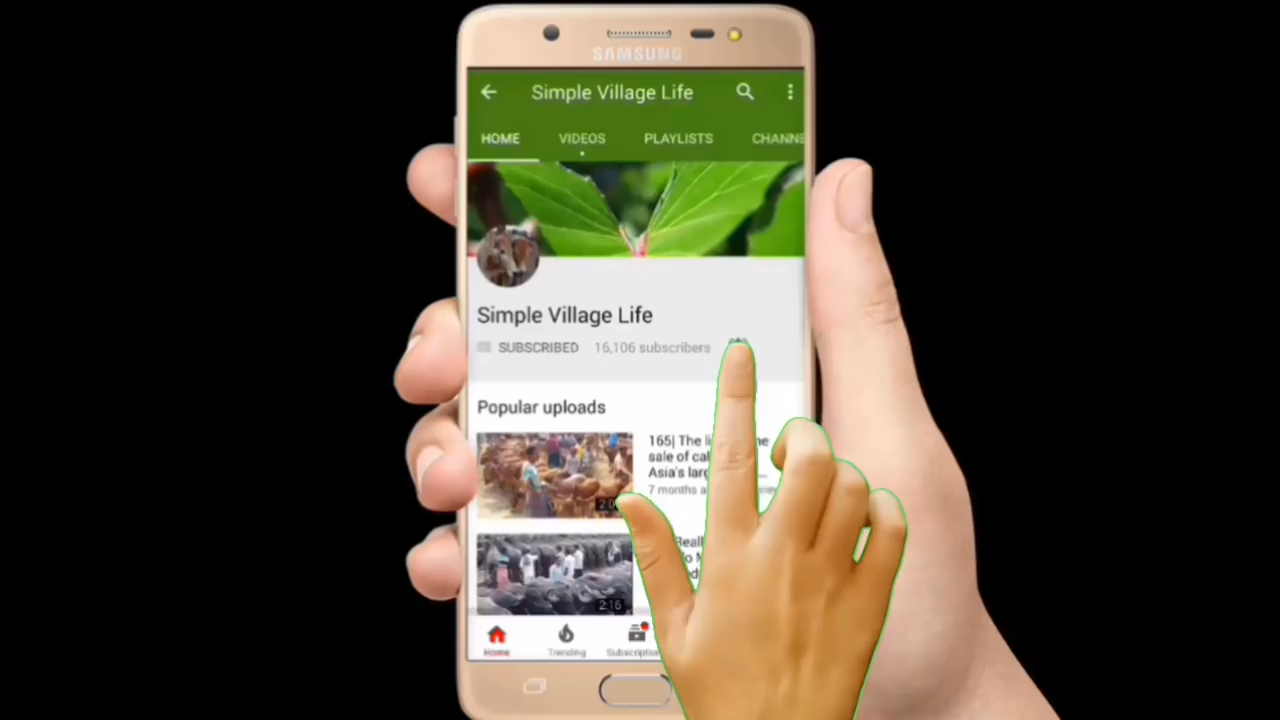 SAMSUNG
Simple Village Life
HOME VIDEOS PLAYLISTS CHANNE
Simple Village Life
SUBSCRIBED 16,106 subscribers
Popular uploads
165| The li
sale of cal
Asia's larg
7 months a
2:0
Reall
2:16
Home Trending Subscription